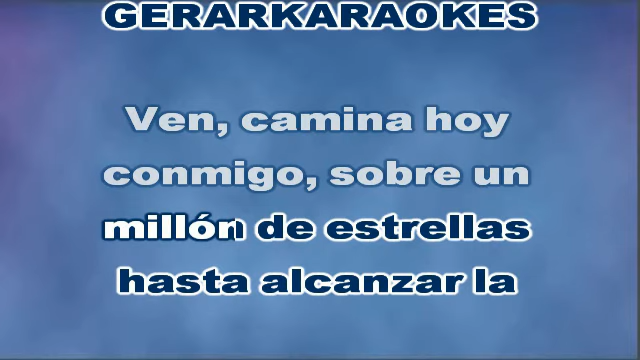 GERARKARAOKES
Ven, camina hoy
conmigo, sobre un
millón de estrellas
hasta alcanzar la